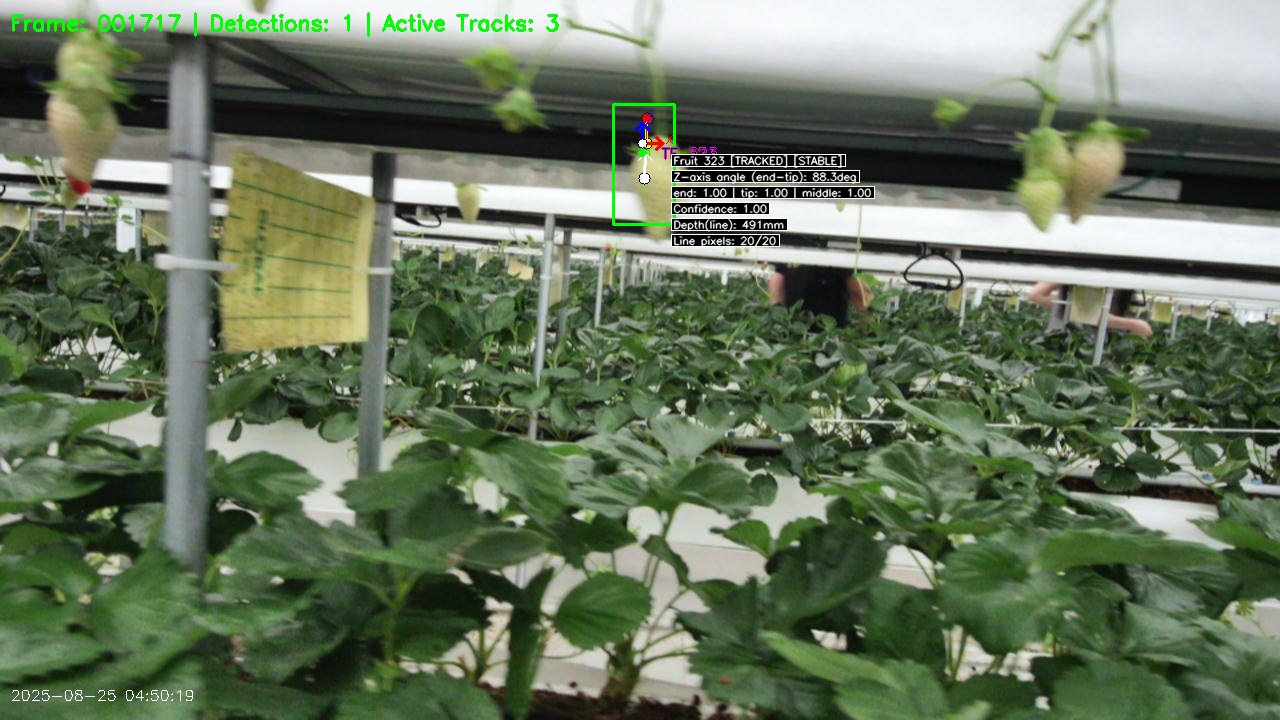 Frame: 001717 | Detections: 1 | Active Tracks: 3
Fruit 323 [TRACKED] [STABLE]
Z-axis angle (end-tip): 88.3deg
end: 1.00 | tip: 1.00 | middle: 1.00
Confidence: 1.00
Depth(line): 491mm
Line pixels: 20/20
2025-08-25 04:50:19